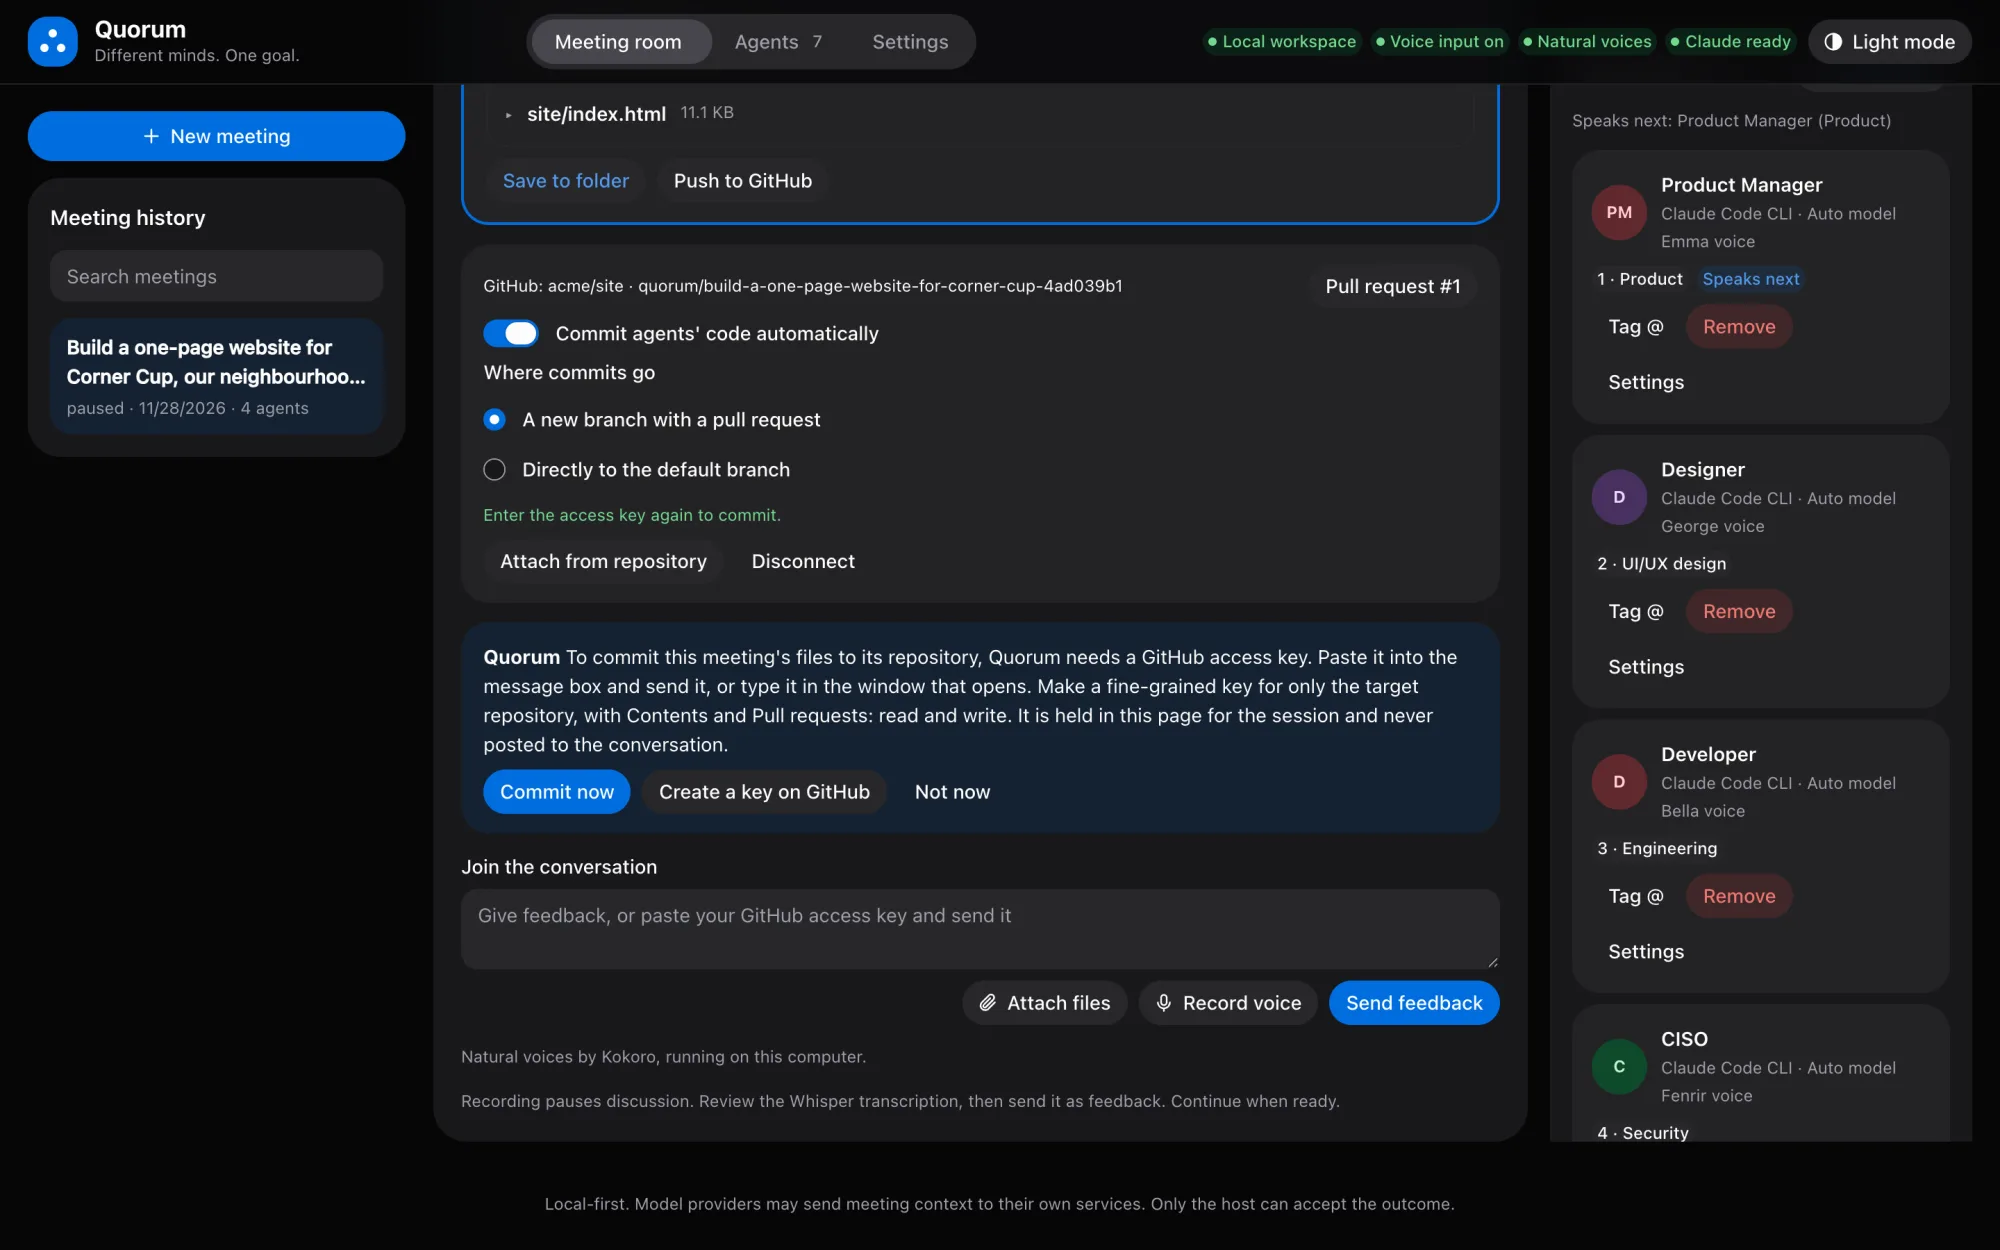 Quorum
Different minds. One goal.
Meeting room
Agents 7
Settings
Local workspace
Voice input on
Natural voices
Claude ready
Light mode
+ New meeting
Meeting history
Search meetings
Build a one-page website for
Corner Cup, our neighbourhoo...
paused · 11/28/2026 · 4 agents
site/index.html 11.1 KB
Save to folder
Push to GitHub
GitHub: acme/site · quorum/build-a-one-page-website-for-corner-cup-4ad039b1
Pull request #1
Commit agents' code automatically
Where commits go
A new branch with a pull request
Directly to the default branch
Enter the access key again to commit.
Attach from repository
Disconnect
Quorum To commit this meeting's files to its repository, Quorum needs a GitHub access key. Paste it into the
message box and send it, or type it in the window that opens. Make a fine-grained key for only the target
repository, with Contents and Pull requests: read and write. It is held in this page for the session and never
posted to the conversation.
Commit now
Create a key on GitHub
Not now
Join the conversation
Give feedback, or paste your GitHub access key and send it
Attach files
Record voice
Send feedback
Natural voices by Kokoro, running on this computer.
Recording pauses discussion. Review the Whisper transcription, then send it as feedback. Continue when ready.
Speaks next: Product Manager (Product)
PM
Product Manager
Claude Code CLI · Auto model
Emma voice
1 · Product
Speaks next
Tag @
Remove
Settings
D
Designer
Claude Code CLI · Auto model
George voice
2 · UI/UX design
Tag @
Remove
Settings
D
Developer
Claude Code CLI · Auto model
Bella voice
3 · Engineering
Tag @
Remove
Settings
C
CISO
Claude Code CLI · Auto model
Fenrir voice
4 · Security
Local-first. Model providers may send meeting context to their own services. Only the host can accept the outcome.